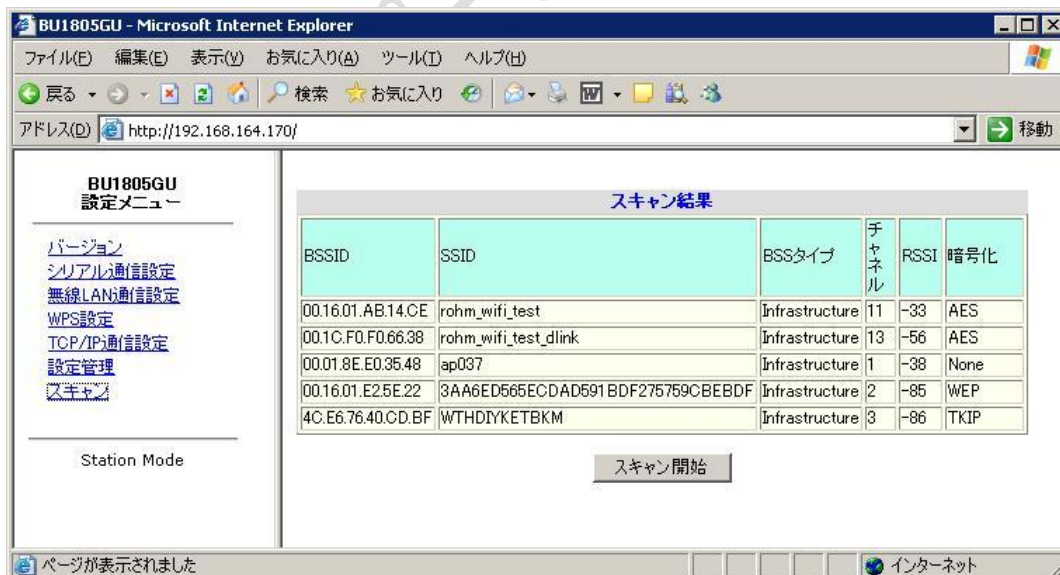 BU1805GU - Microsoft Internet Explorer
ファイル(F) 編集(E) 表示(V) お気に入り(A) ツール(T) ヘルプ(H)
戻る 検索 お気に入り
アドレス(D) http://192.168.164.170/ 移動
BU1805GU
設定メニュー
バージョン
シリアル通信設定
無線LAN通信設定
WPS設定
TCP/IP通信設定
設定管理
スキャン
Station Mode
スキャン結果
BSSID SSID BSSタイプ チャネル RSSI 暗号化
00.16.01.AB.14.CE rohm_wifi_test Infrastructure 11 -33 AES
00.1C.F0.F0.66.38 rohm_wifi_test_dlink Infrastructure 13 -56 AES
00.01.8E.E0.35.48 ap037 Infrastructure 1 -38 None
00.16.01.E2.5E.22 3AA6ED565ECDAD591BDF275759CBEBDF Infrastructure 2 -85 WEP
4C.E6.76.40.CD.BF WTHDIYKETBKM Infrastructure 3 -86 TKIP
スキャン開始
ページが表示されました インターネット